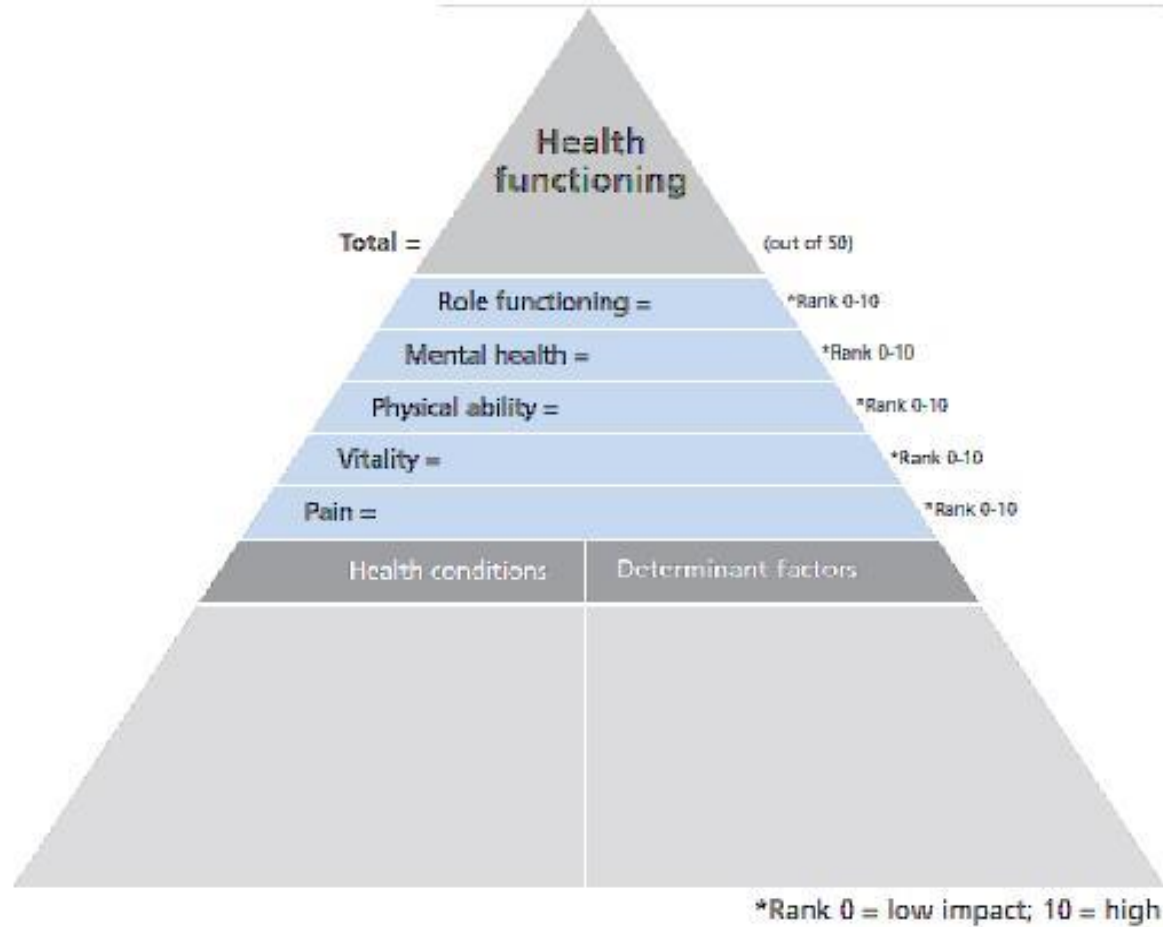 Health
functioning
Total = (out of 50)
Role functioning = *Rank 0-10
Mental health = *Rank 0-10
Physical ability = *Rank 0-10
Vitality = *Rank 0-10
Pain = *Rank 0-10
Health conditions Determinant factors
*Rank 0 = low impact; 10 = high